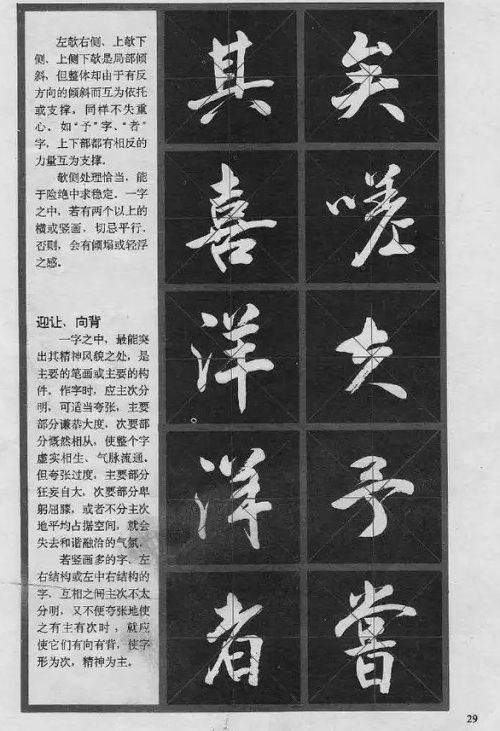 左欹右侧、上欹下
侧、上侧下欹是局部倾
斜，但整体却由于有反
方向的倾斜而互为依托
或支撑，同样不失重
心。如“予”字、“者”
字，上下部都有相反的
力量互为支撑。
欹侧处理恰当，能
于险绝中求稳定。一字
之中，若有两个以上的
横或竖画，切忌平行.
否则，会有倾塌或轻浮
之感。
迎让、向背
一字之中，最能突
出其精神风貌之处，是
主要的笔画或主要的构
件。作字时，应主次分
明，可适当夸张，主要
部分谦恭大度，次要部
分慨然相从，使整个字
虚实相生、气脉流通。
但夸张过度，主要部分
狂妄自大，次要部分卑
躬屈膝，或者不分主次
地平均占据空间，就会
失去和谐融洽的气氛。
若竖画多的字、左
右结构或左中右结构的
字，互相之间主次不太
分明，又不便夸张地使
之有主有次时，就应
使它们有向有背，使字
形为次，精神为主。
矣
嗟
夫
予
尝
其
喜
洋
洋
者
29